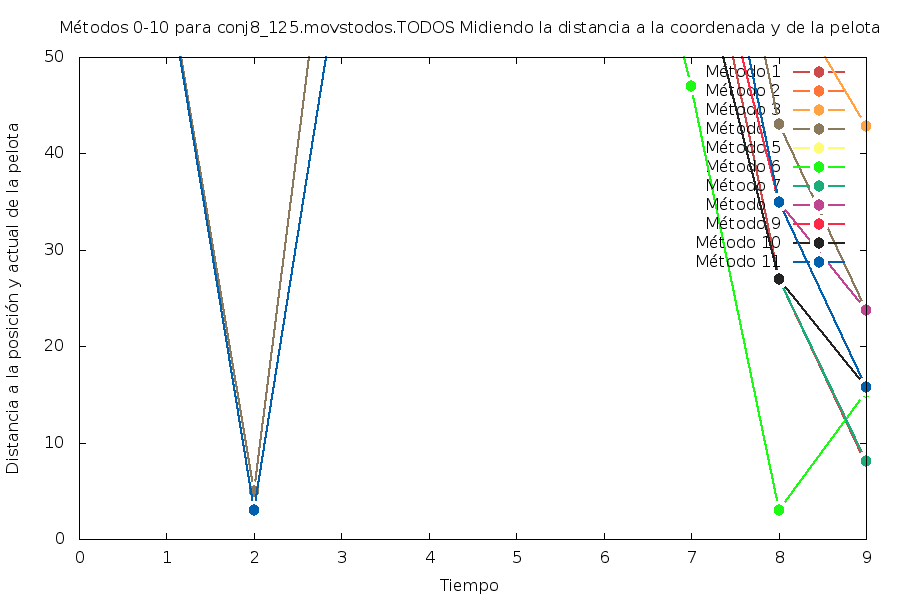 Métodos 0-10 para conj8_125.movstodos.TODOS Midiendo la distancia a la coordenada y de la pelota
Distancia a la posición y actual de la pelota
50
40
30
20
10
0
0 1 2 3 4 5 6 7 8 9
Tiempo
Método 1
Método 2
Método 3
Método
Método 5
Método 6
Método 7
Método
Método 9
Método 10
Método 11